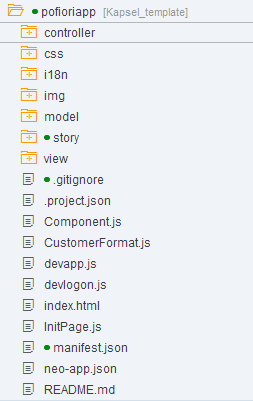 pofioriapp [Kapsel_template]
controller
css
i18n
img
model
story
view
.gitignore
.project.json
Component.js
CustomerFormat.js
devapp.js
devlogon.js
index.html
InitPage.js
manifest.json
neo-app.json
README.md